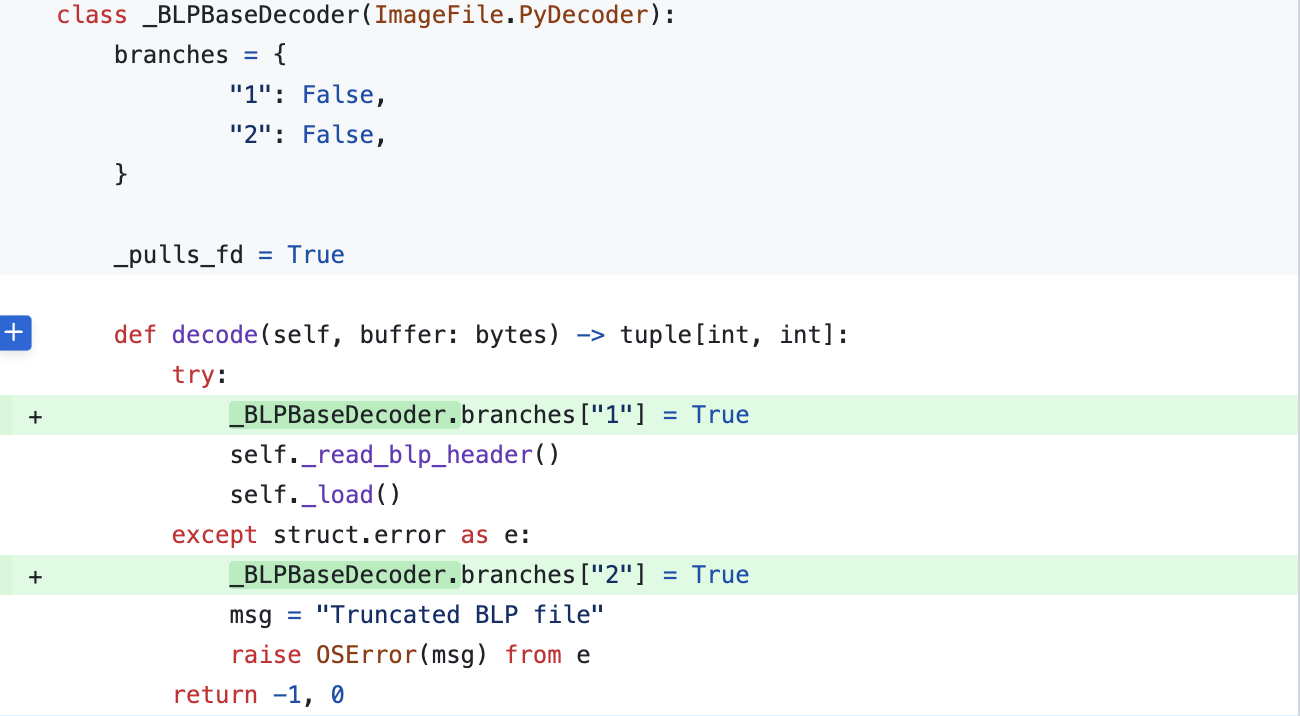 class _BLPBaseDecoder(ImageFile.PyDecoder):
    branches = {
            "1": False,
            "2": False,
    }

    _pulls_fd = True

+
    def decode(self, buffer: bytes) -> tuple[int, int]:
        try:
+            _BLPBaseDecoder.branches["1"] = True
            self._read_blp_header()
            self._load()
        except struct.error as e:
+            _BLPBaseDecoder.branches["2"] = True
            msg = "Truncated BLP file"
            raise OSError(msg) from e
        return -1, 0